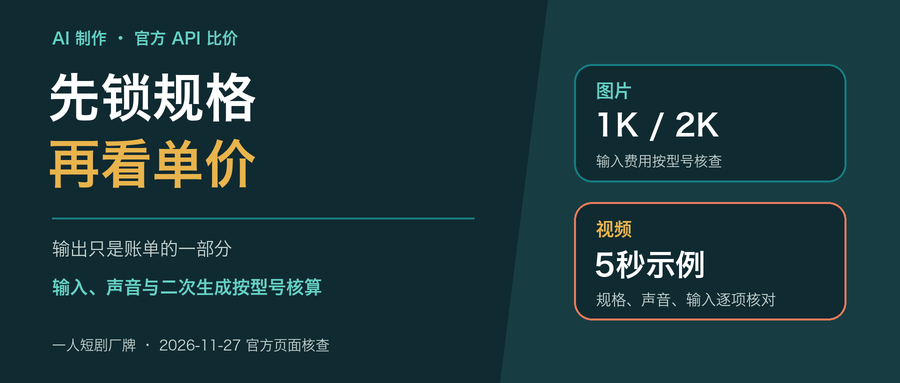 AI 制作 · 官方 API 比价
先锁规格
再看单价
输出只是账单的一部分
输入、声音与二次生成按型号核算
一人短剧厂牌 · 2026-11-27 官方页面核查
图片
1K / 2K
输入费用按型号核查
视频
5秒示例
规格、声音、输入逐项核对